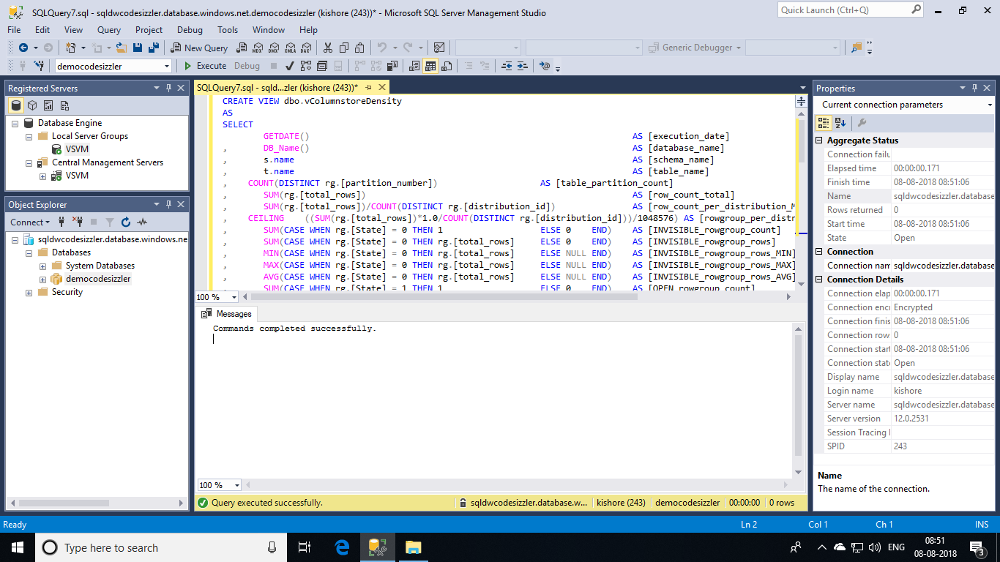 SQLQuery7.sql - sqldwcodesizzler.database.windows.net.democodesizzler (kishore (243))* - Microsoft SQL Server Management Studio
Quick Launch (Ctrl+Q)
File Edit View Query Project Debug Tools Window Help
New Query MDX DMX XMLA DAX Generic Debugger
democodesizzler Execute Debug
Registered Servers
Database Engine
Local Server Groups
VSVM
Central Management Servers
VSVM
Object Explorer
Connect
sqldwcodesizzler.database.windows.ne
Databases
System Databases
democodesizzler
Security
SQLQuery7.sql - sqld...zler (kishore (243))*
CREATE VIEW dbo.vColumnstoreDensity
AS
SELECT
GETDATE() AS [execution_date]
, DB_Name() AS [database_name]
, s.name AS [schema_name]
, t.name AS [table_name]
, COUNT(DISTINCT rg.[partition_number]) AS [table_partition_count]
, SUM(rg.[total_rows]) AS [row_count_total]
, SUM(rg.[total_rows])/COUNT(DISTINCT rg.[distribution_id]) AS [row_count_per_distribution_M
, CEILING ((SUM(rg.[total_rows])*1.0/COUNT(DISTINCT rg.[distribution_id]))/1048576) AS [rowgroup_per_distr
, SUM(CASE WHEN rg.[State] = 0 THEN 1 ELSE 0 END) AS [INVISIBLE_rowgroup_count]
, SUM(CASE WHEN rg.[State] = 0 THEN rg.[total_rows] ELSE 0 END) AS [INVISIBLE_rowgroup_rows]
, MIN(CASE WHEN rg.[State] = 0 THEN rg.[total_rows] ELSE NULL END) AS [INVISIBLE_rowgroup_rows_MIN]
, MAX(CASE WHEN rg.[State] = 0 THEN rg.[total_rows] ELSE NULL END) AS [INVISIBLE_rowgroup_rows_MAX]
, AVG(CASE WHEN rg.[State] = 0 THEN rg.[total_rows] ELSE NULL END) AS [INVISIBLE_rowgroup_rows_AVG]
, SUM(CASE WHEN rg.[State] = 1 THEN 1 ELSE 0 END) AS [OPEN_rowgroup_count]
100 %
Messages
Commands completed successfully.
100 %
Query executed successfully. sqldwcodesizzler.database.w... kishore (243) democodesizzler 00:00:00 0 rows
Properties
Current connection parameters
Aggregate Status
Connection failu
Elapsed time 00:00:00.171
Finish time 08-08-2018 08:51:06
Name sqldwcodesizzler.database
Rows returned 0
Start time 08-08-2018 08:51:06
State Open
Connection
Connection nam sqldwcodesizzler.database
Connection Details
Connection elap 00:00:00.171
Connection encr Encrypted
Connection finis 08-08-2018 08:51:06
Connection row 0
Connection start 08-08-2018 08:51:06
Connection state Open
Display name sqldwcodesizzler.database
Login name kishore
Server name sqldwcodesizzler.database
Server version 12.0.2531
Session Tracing I
SPID 243
Name
The name of the connection.
Ready Ln 2 Col 1 Ch 1 INS
Type here to search
ENG
08:51
08-08-2018
3